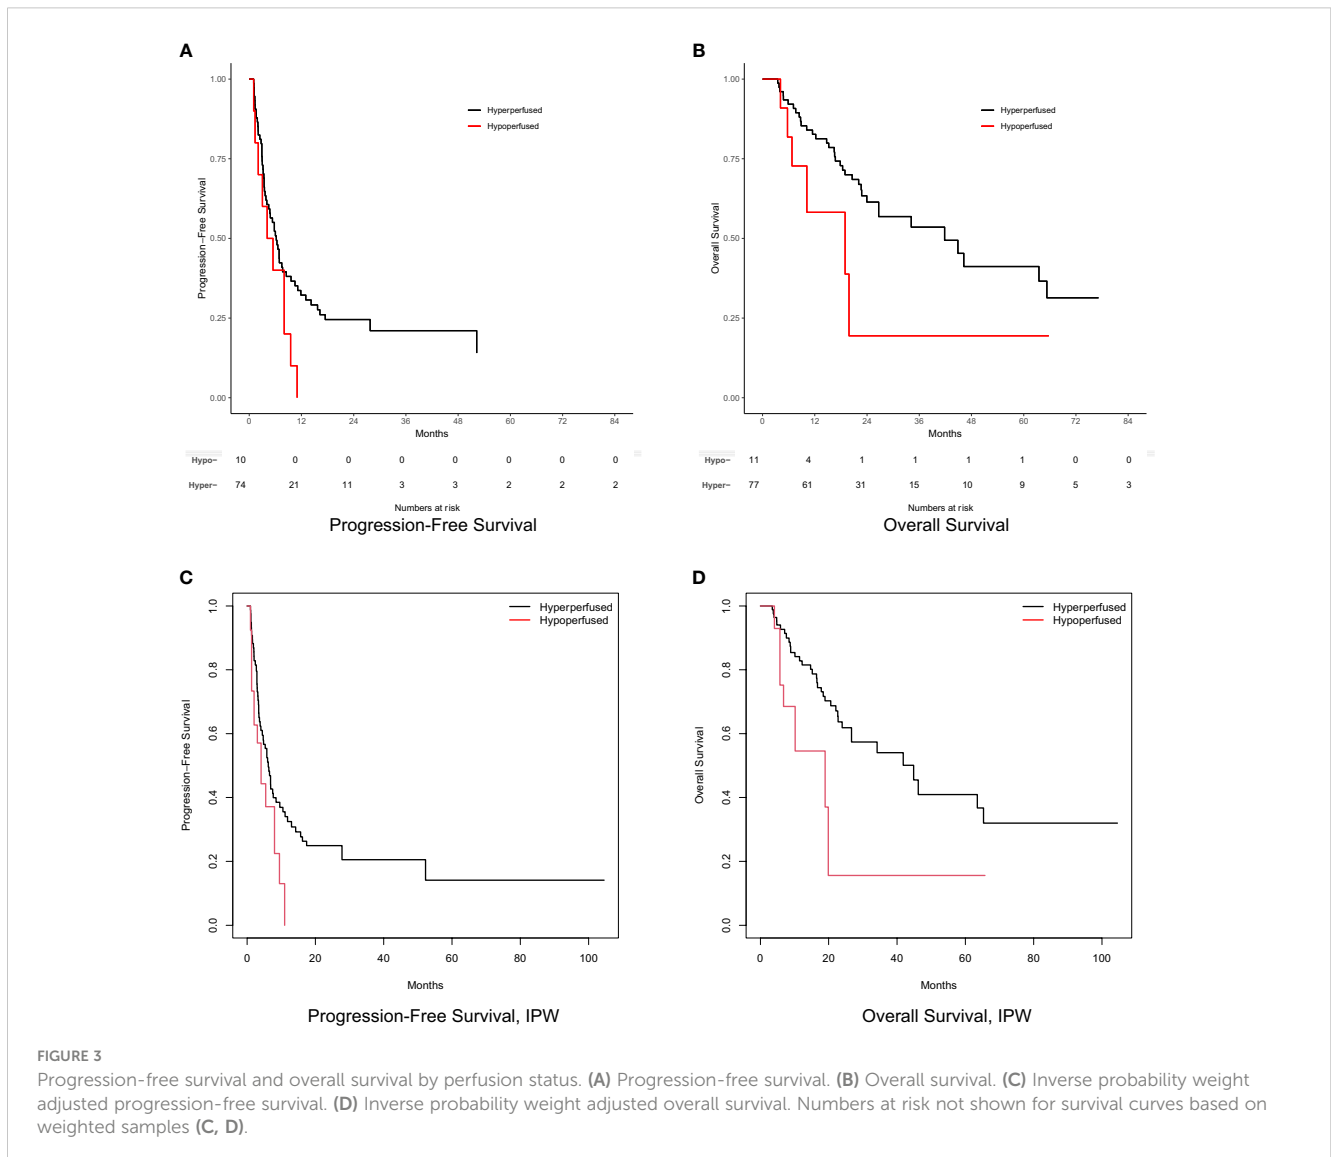 A
1.00
0.75
0.50
0.25
0.00
Progression–Free Survival
Hyperperfused
Hypoperfused
0 12 24 36 48 60 72 84
Months
Hypo– 10 0 0 0 0 0 0 0
Hyper– 74 21 11 3 3 2 2 2
Numbers at risk
Progression-Free Survival
B
1.00
0.75
0.50
0.25
0.00
Overall Survival
Hyperperfused
Hypoperfused
0 12 24 36 48 60 72 84
Months
Hypo– 11 4 1 1 1 1 0 0
Hyper– 77 61 31 15 10 9 5 3
Numbers at risk
Overall Survival
C
1.0
0.8
0.6
0.4
0.2
0.0
Progression–Free Survival
Hyperperfused
Hypoperfused
0 20 40 60 80 100
Months
Progression-Free Survival, IPW
D
1.0
0.8
0.6
0.4
0.2
0.0
Overall Survival
Hyperperfused
Hypoperfused
0 20 40 60 80 100
Months
Overall Survival, IPW
FIGURE 3
Progression-free survival and overall survival by perfusion status. (A) Progression-free survival. (B) Overall survival. (C) Inverse probability weight
adjusted progression-free survival. (D) Inverse probability weight adjusted overall survival. Numbers at risk not shown for survival curves based on
weighted samples (C, D).